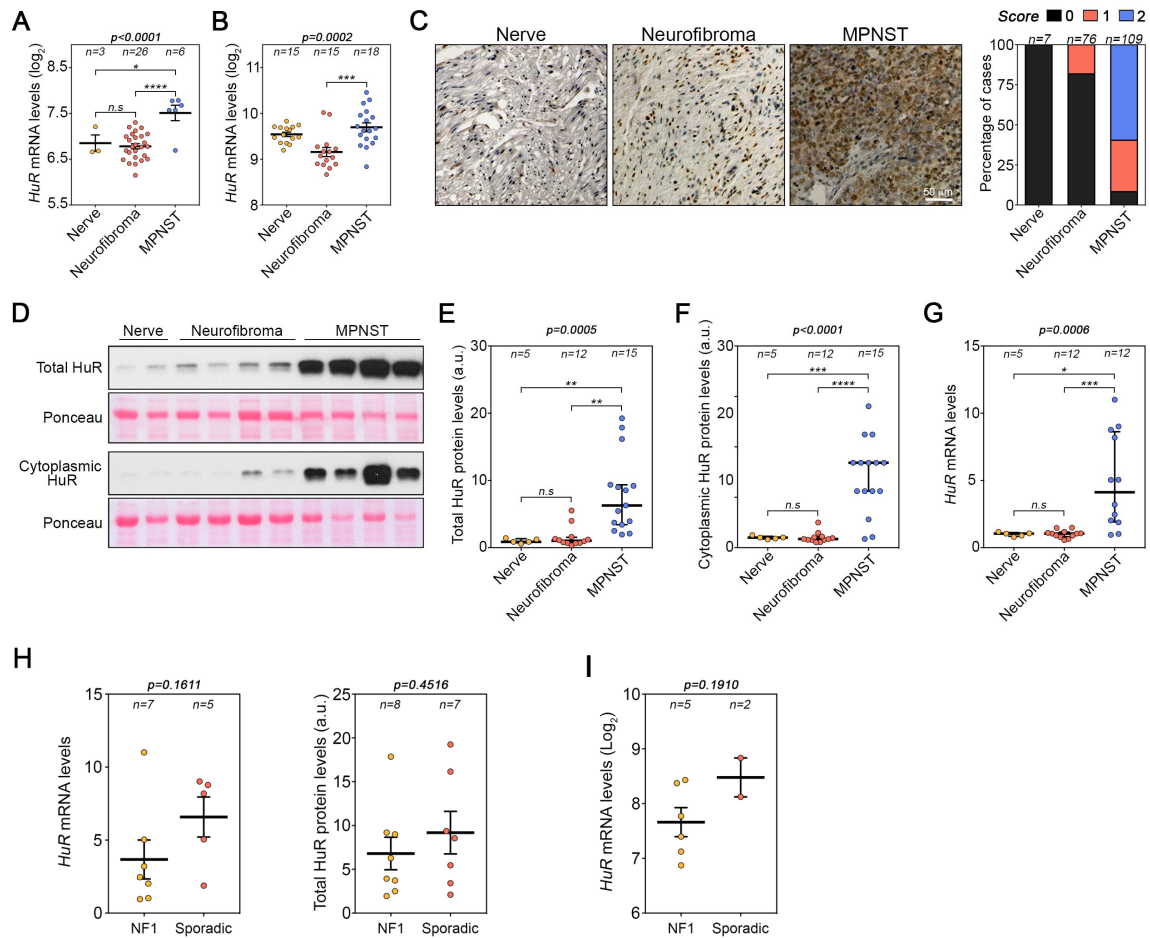 A
p<0.0001
n=3 n=26 n=6
HuR mRNA levels (log2)
8.5
7.5
6.5
5.5
*
n.s
****
Nerve
Neurofibroma
MPNST
B
p=0.0002
n=15 n=15 n=18
HuR mRNA levels (log2)
11
10
9
8
***
Nerve
Neurofibroma
MPNST
C
Nerve
Neurofibroma
MPNST
50 µm
Score 0 1 2
n=7 n=76 n=109
Percentage of cases
100
75
50
25
0
Nerve
Neurofibroma
MPNST
D
Nerve Neurofibroma MPNST
Total HuR
Ponceau
Cytoplasmic
HuR
Ponceau
E
p=0.0005
n=5 n=12 n=15
Total HuR protein levels (a.u.)
30
20
10
0
**
**
n.s
Nerve
Neurofibroma
MPNST
F
p<0.0001
n=5 n=12 n=15
Cytoplasmic HuR protein levels (a.u.)
30
20
10
0
***
****
n.s
Nerve
Neurofibroma
MPNST
G
p=0.0006
n=5 n=12 n=12
HuR mRNA levels
15
10
5
0
*
***
n.s
Nerve
Neurofibroma
MPNST
H
p=0.1611
n=7 n=5
HuR mRNA levels
15
10
5
0
NF1 Sporadic
p=0.4516
n=8 n=7
Total HuR protein levels (a.u.)
25
20
15
10
5
0
NF1 Sporadic
I
p=0.1910
n=5 n=2
HuR mRNA levels (Log2)
10
9
8
7
6
NF1 Sporadic